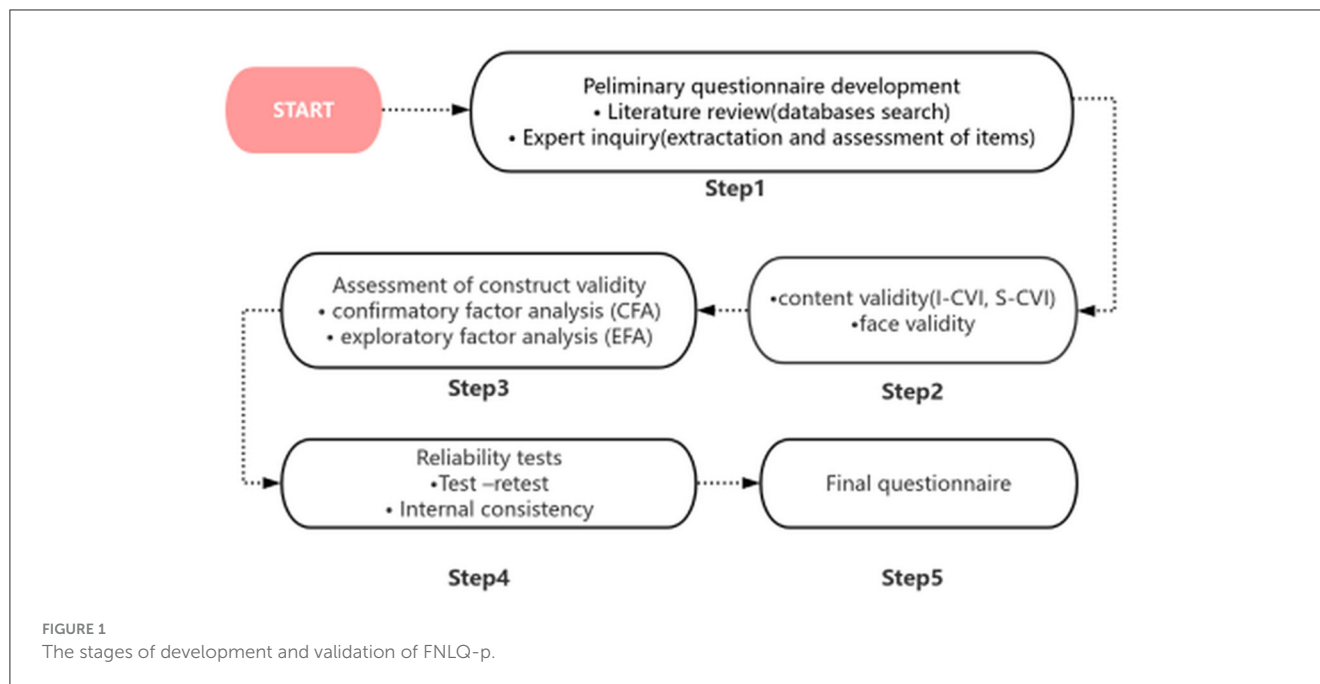 START
Peliminary questionnaire development
• Literature review(databases search)
• Expert inquiry(extractation and assessment of items)
Step1
•content validity(I-CVI, S-CVI)
•face validity
Step2
Assessment of construct validity
• confirmatory factor analysis (CFA)
• exploratory factor analysis (EFA)
Step3
Reliability tests
•Test –retest
• Internal consistency
Step4
Final questionnaire
Step5
FIGURE 1
The stages of development and validation of FNLQ-p.